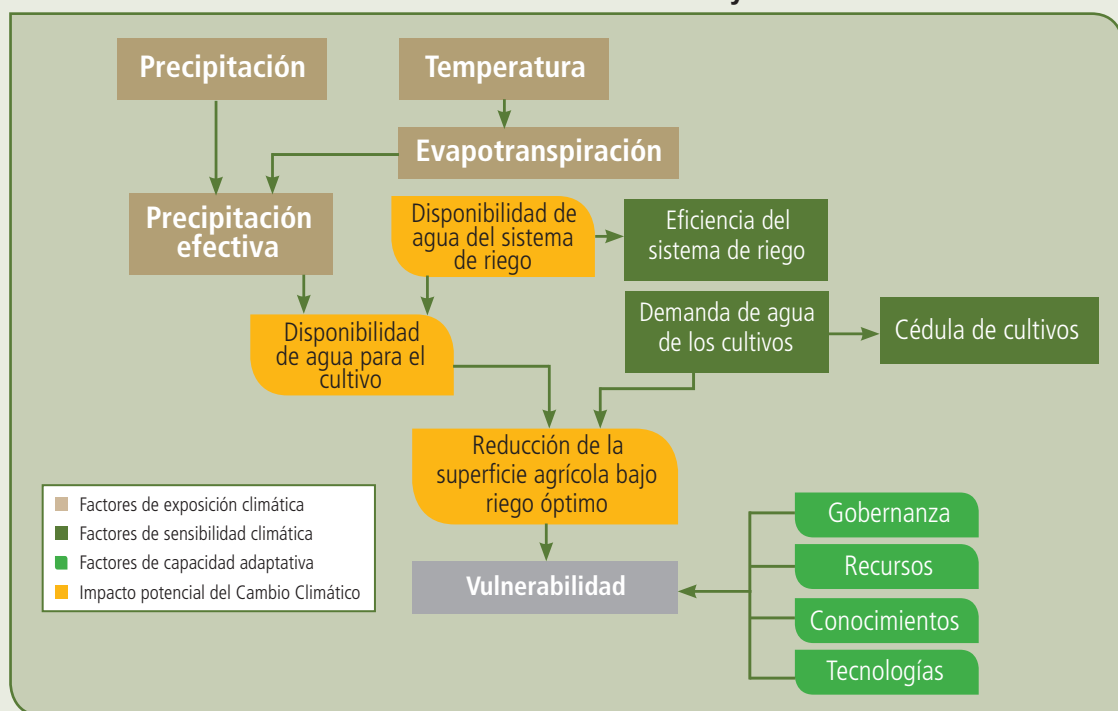 Precipitación
Temperatura
Evapotranspiración
Precipitación
efectiva
Disponibilidad de
agua del sistema
de riego
Eficiencia del
sistema de riego
Disponibilidad
de agua para el
cultivo
Demanda de agua
de los cultivos
Cédula de cultivos
Reducción de la
superficie agrícola bajo
riego óptimo
Factores de exposición climática
Factores de sensibilidad climática
Factores de capacidad adaptativa
Impacto potencial del Cambio Climático
Vulnerabilidad
Gobernanza
Recursos
Conocimientos
Tecnologías